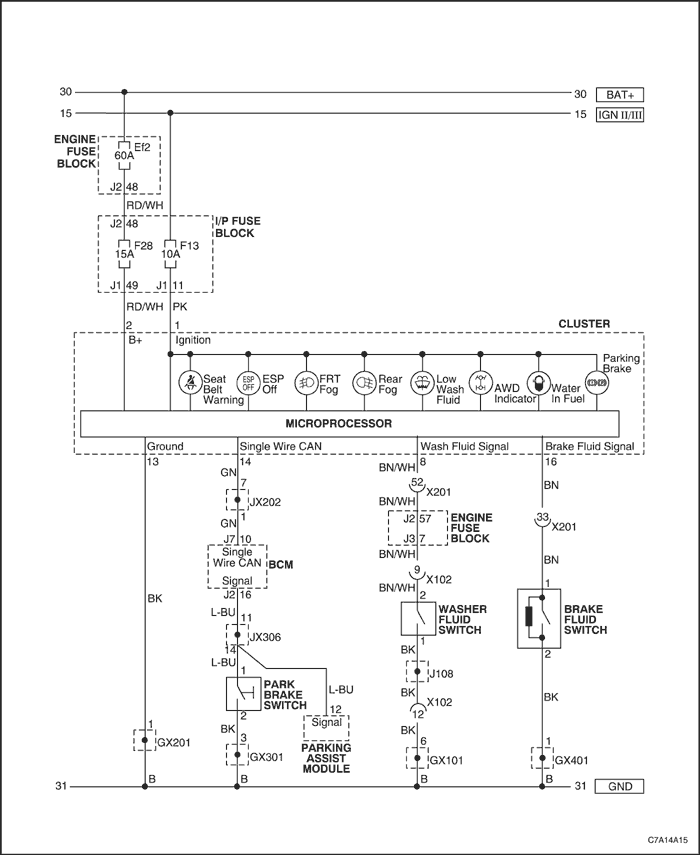 30
30 BAT+
15
15 IGN II/III
ENGINE
FUSE
BLOCK
Ef2
60A
J2 48
RD/WH
J2 48
I/P FUSE
BLOCK
F28
15A
F13
10A
J1 49
J1 11
RD/WH
PK
2
1
CLUSTER
B+
Ignition
Seat
Belt
Warning
ESP
OFF
ESP
Off
FRT
Fog
Rear
Fog
Low
Wash
Fluid
AWD
Indicator
Water
In Fuel
Parking
Brake
MICROPROCESSOR
Ground
Single Wire CAN
Wash Fluid Signal
Brake Fluid Signal
13
14
8
16
GN
7
JX202
1
GN
J7 10
Single
Wire CAN
Signal
BCM
J2 16
L-BU
11
JX306
14
L-BU
1
PARK
BRAKE
SWITCH
2
BK
3
GX301
B
L-BU
12
Signal
PARKING
ASSIST
MODULE
BK
1
GX201
B
BN/WH
52
X201
BN/WH
J2 57
J3 7
ENGINE
FUSE
BLOCK
BN/WH
9
X102
BN/WH
2
WASHER
FLUID
SWITCH
1
BK
J108
BK
X102
12
BK
6
GX101
B
BN
33
X201
BN
1
BRAKE
FLUID
SWITCH
2
BK
1
GX401
B
31
31 GND
C7A14A15